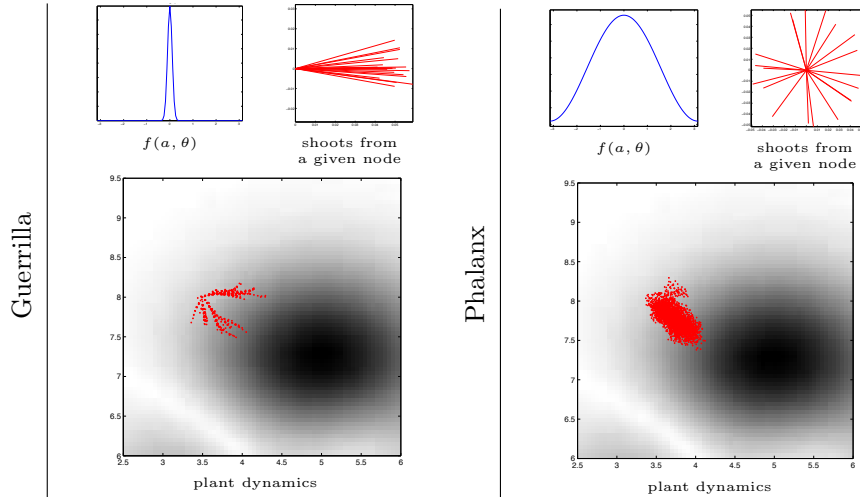 Guerrilla
f(a, θ)
shoots from
a given node
9.5
9
8.5
8
7.5
7
6.5
6
2.5 3 3.5 4 4.5 5 5.5 6
plant dynamics
Phalanx
f(a, θ)
shoots from
a given node
9.5
9
8.5
8
7.5
7
6.5
6
2.5 3 3.5 4 4.5 5 5.5 6
plant dynamics